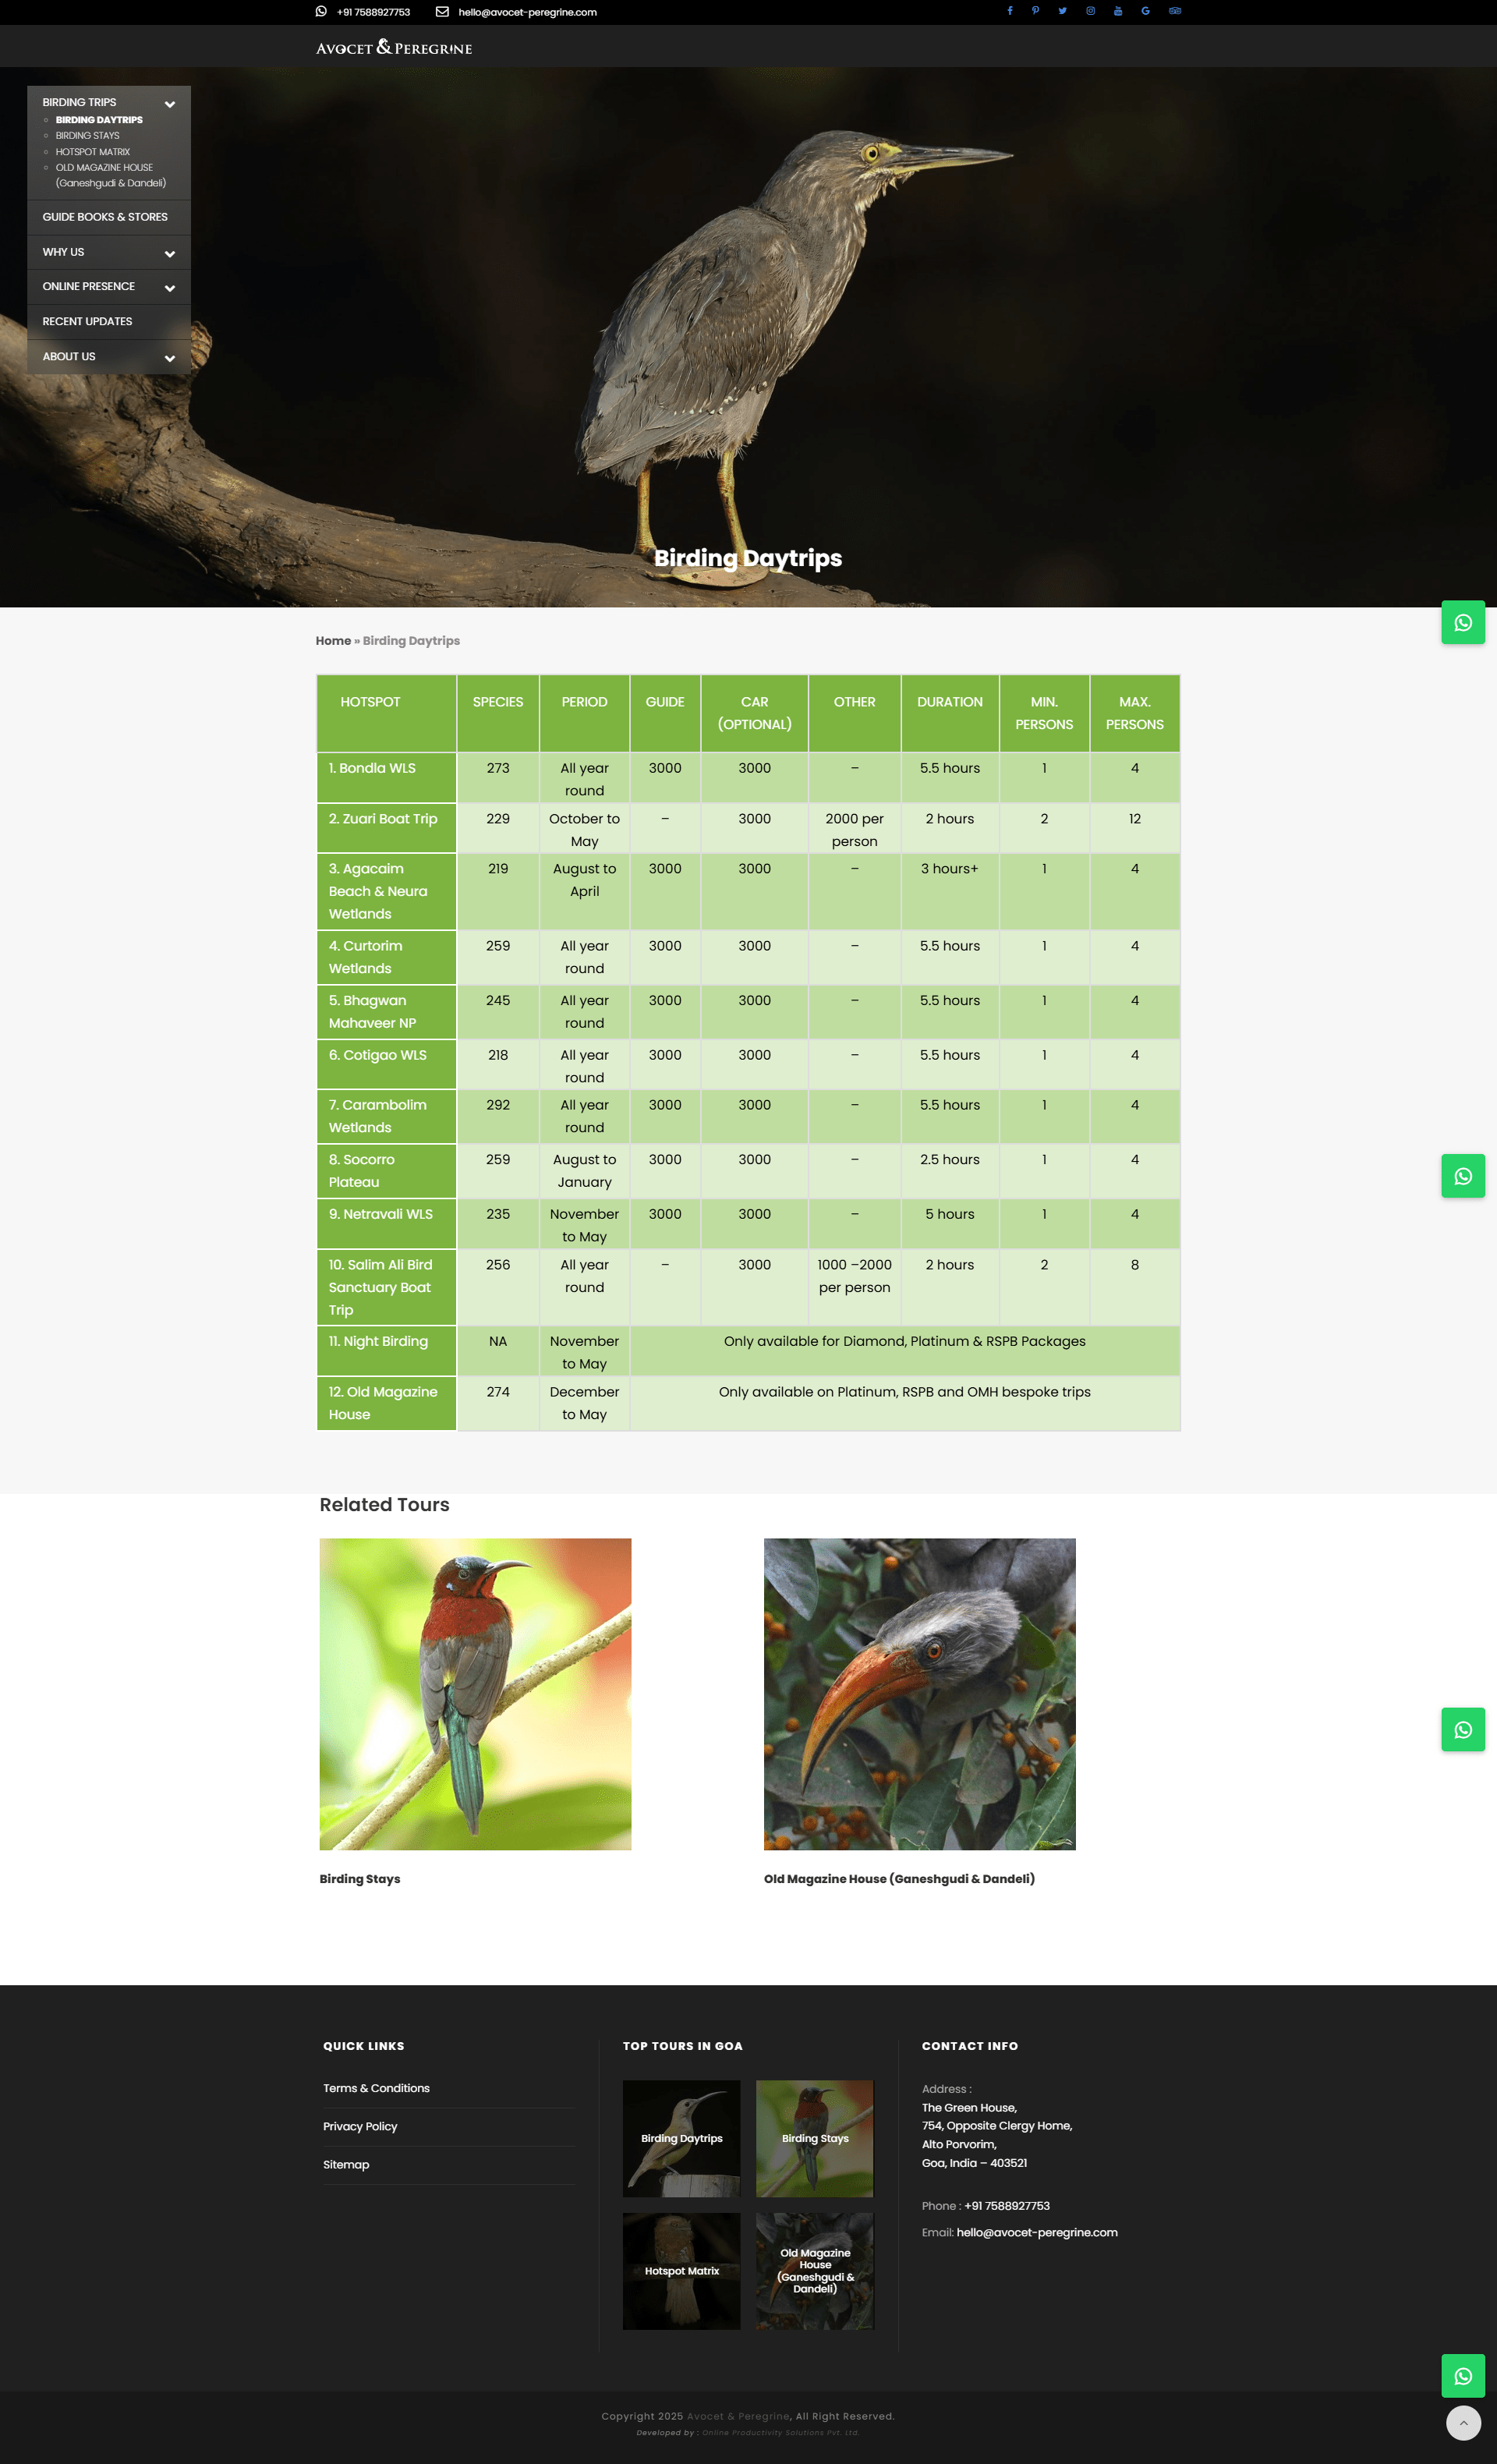 +91 7588927753 hello@avocet-peregrine.com
AVOCET & PEREGRINE
BIRDING TRIPS
BIRDING DAYTRIPS
BIRDING STAYS
HOTSPOT MATRIX
OLD MAGAZINE HOUSE
(Ganeshgudi & Dandeli)
GUIDE BOOKS & STORES
WHY US
ONLINE PRESENCE
RECENT UPDATES
ABOUT US
Birding Daytrips
Home » Birding Daytrips
HOTSPOT SPECIES PERIOD GUIDE CAR OTHER DURATION MIN. MAX.
(OPTIONAL) PERSONS PERSONS
1. Bondla WLS 273 All year 3000 3000 – 5.5 hours 1 4
round
2. Zuari Boat Trip 229 October to – 3000 2000 per 2 hours 2 12
May person
3. Agacaim 219 August to 3000 3000 – 3 hours+ 1 4
Beach & Neura April
Wetlands
4. Curtorim 259 All year 3000 3000 – 5.5 hours 1 4
Wetlands round
5. Bhagwan 245 All year 3000 3000 – 5.5 hours 1 4
Mahaveer NP round
6. Cotigao WLS 218 All year 3000 3000 – 5.5 hours 1 4
round
7. Carambolim 292 All year 3000 3000 – 5.5 hours 1 4
Wetlands round
8. Socorro 259 August to 3000 3000 – 2.5 hours 1 4
Plateau January
9. Netravali WLS 235 November 3000 3000 – 5 hours 1 4
to May
10. Salim Ali Bird 256 All year – 3000 1000 –2000 2 hours 2 8
Sanctuary Boat round per person
Trip
11. Night Birding NA November Only available for Diamond, Platinum & RSPB Packages
to May
12. Old Magazine 274 December Only available on Platinum, RSPB and OMH bespoke trips
House to May
Related Tours
Birding Stays
Old Magazine House (Ganeshgudi & Dandeli)
QUICK LINKS
Terms & Conditions
Privacy Policy
Sitemap
TOP TOURS IN GOA
Birding Daytrips
Birding Stays
Hotspot Matrix
Old Magazine
House
(Ganeshgudi &
Dandeli)
CONTACT INFO
Address :
The Green House,
754, Opposite Clergy Home,
Alto Porvorim,
Goa, India – 403521
Phone : +91 7588927753
Email: hello@avocet-peregrine.com
Copyright 2025 Avocet & Peregrine, All Right Reserved.
Developed by : Online Productivity Solutions Pvt. Ltd.